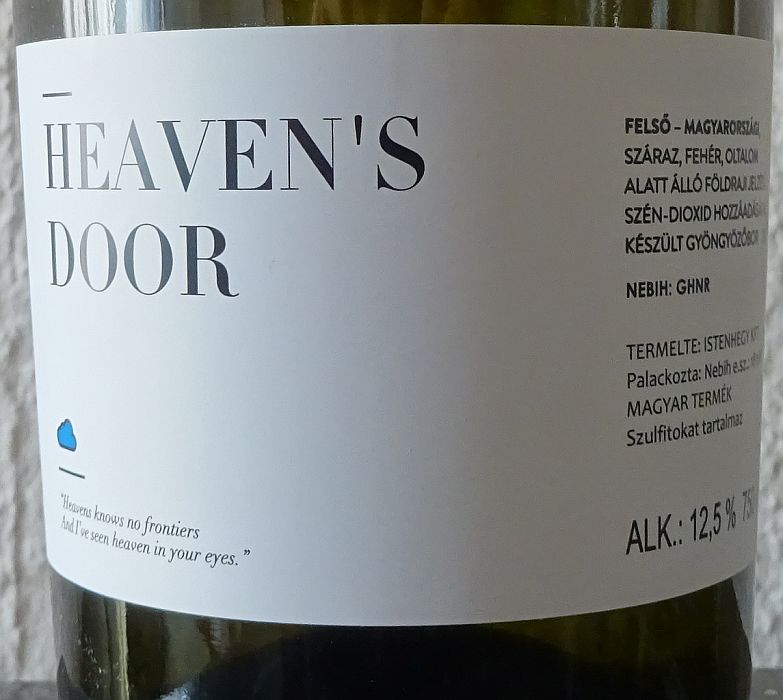 HEAVEN'S
DOOR
"Heavens knows no frontiers
And I've seen heaven in your eyes."
FELSŐ – MAGYARORSZÁGI,
SZÁRAZ, FEHÉR, OLTALOM
ALATT ÁLLÓ FÖLDRAJZI
SZÉN-DIOXID
KÉSZÜLT GYÖNGYÖZŐBOR
NEBIH: GHNR
TERMELTE: ISTENHEGY KFT
Palackozta: Nebih e.sz.:
MAGYAR TERMÉK
Szulfitokat tartalmaz
ALK.: 12,5 %